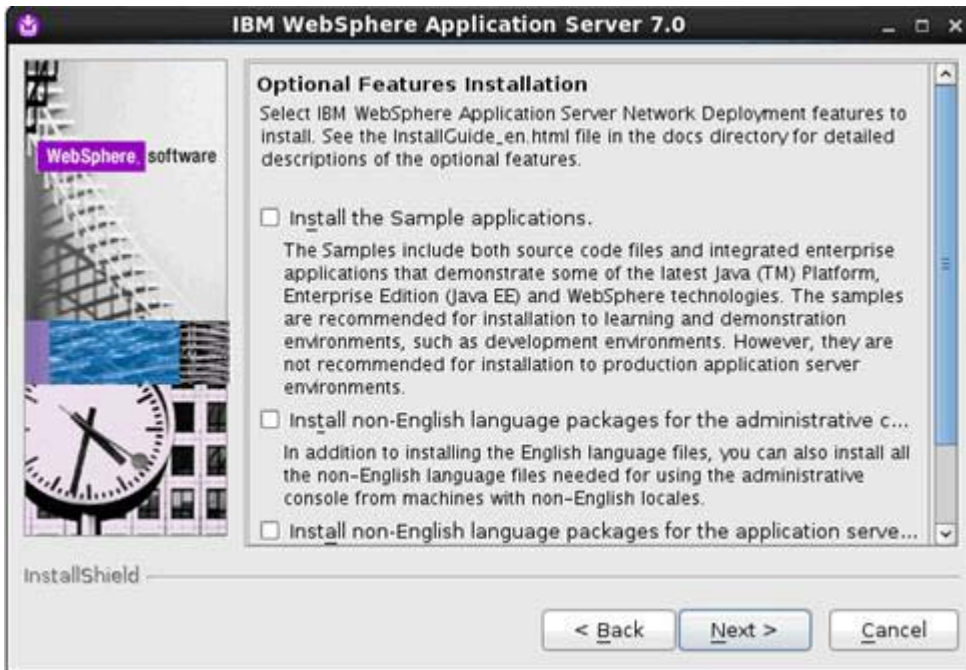 IBM WebSphere Application Server 7.0
WebSphere. software
Optional Features Installation
Select IBM WebSphere Application Server Network Deployment features to
install. See the InstallGuide_en.html file in the docs directory for detailed
descriptions of the optional features.
Install the Sample applications.
The Samples include both source code files and integrated enterprise
applications that demonstrate some of the latest Java (TM) Platform,
Enterprise Edition (Java EE) and WebSphere technologies. The samples
are recommended for installation to learning and demonstration
environments, such as development environments. However, they are
not recommended for installation to production application server
environments.
Install non-English language packages for the administrative c...
In addition to installing the English language files, you can also install all
the non-English language files needed for using the administrative
console from machines with non-English locales.
Install non-English language packages for the application serve...
InstallShield
< Back
Next >
Cancel